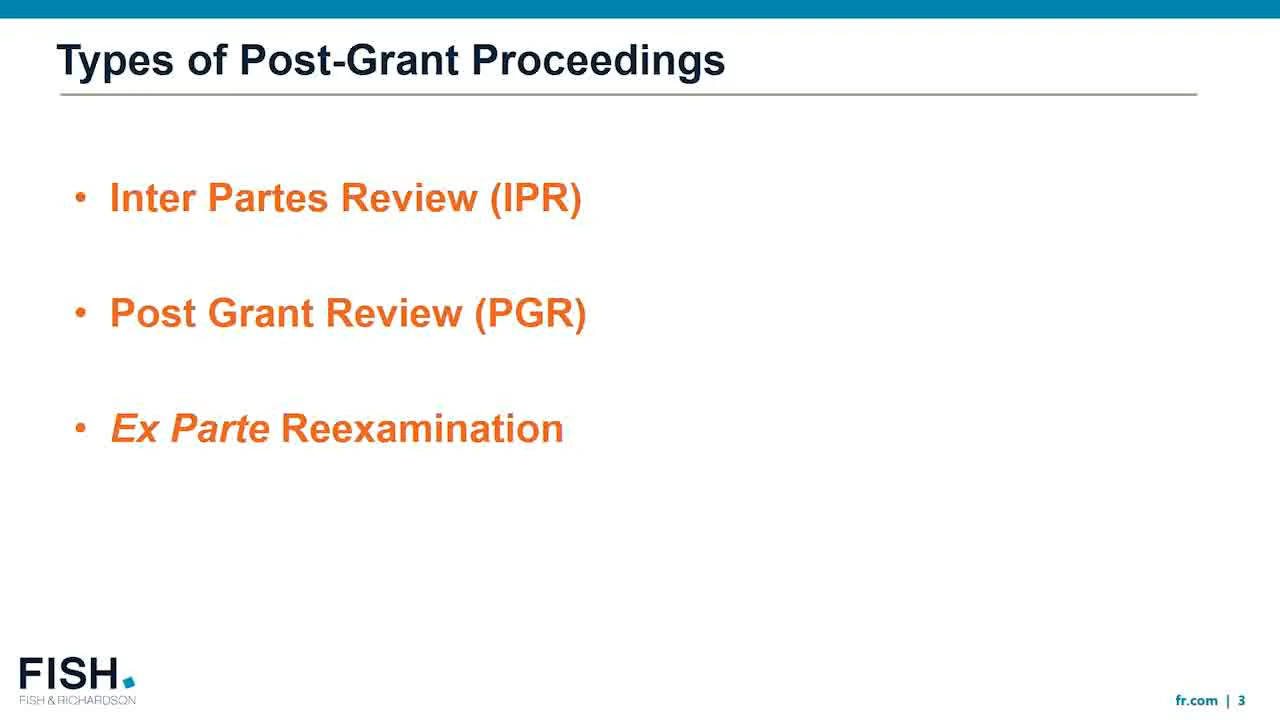 Types of Post-Grant Proceedings
• Inter Partes Review (IPR)
• Post Grant Review (PGR)
• Ex Parte Reexamination
FISH.
FISH & RICHARDSON
fr.com | 3